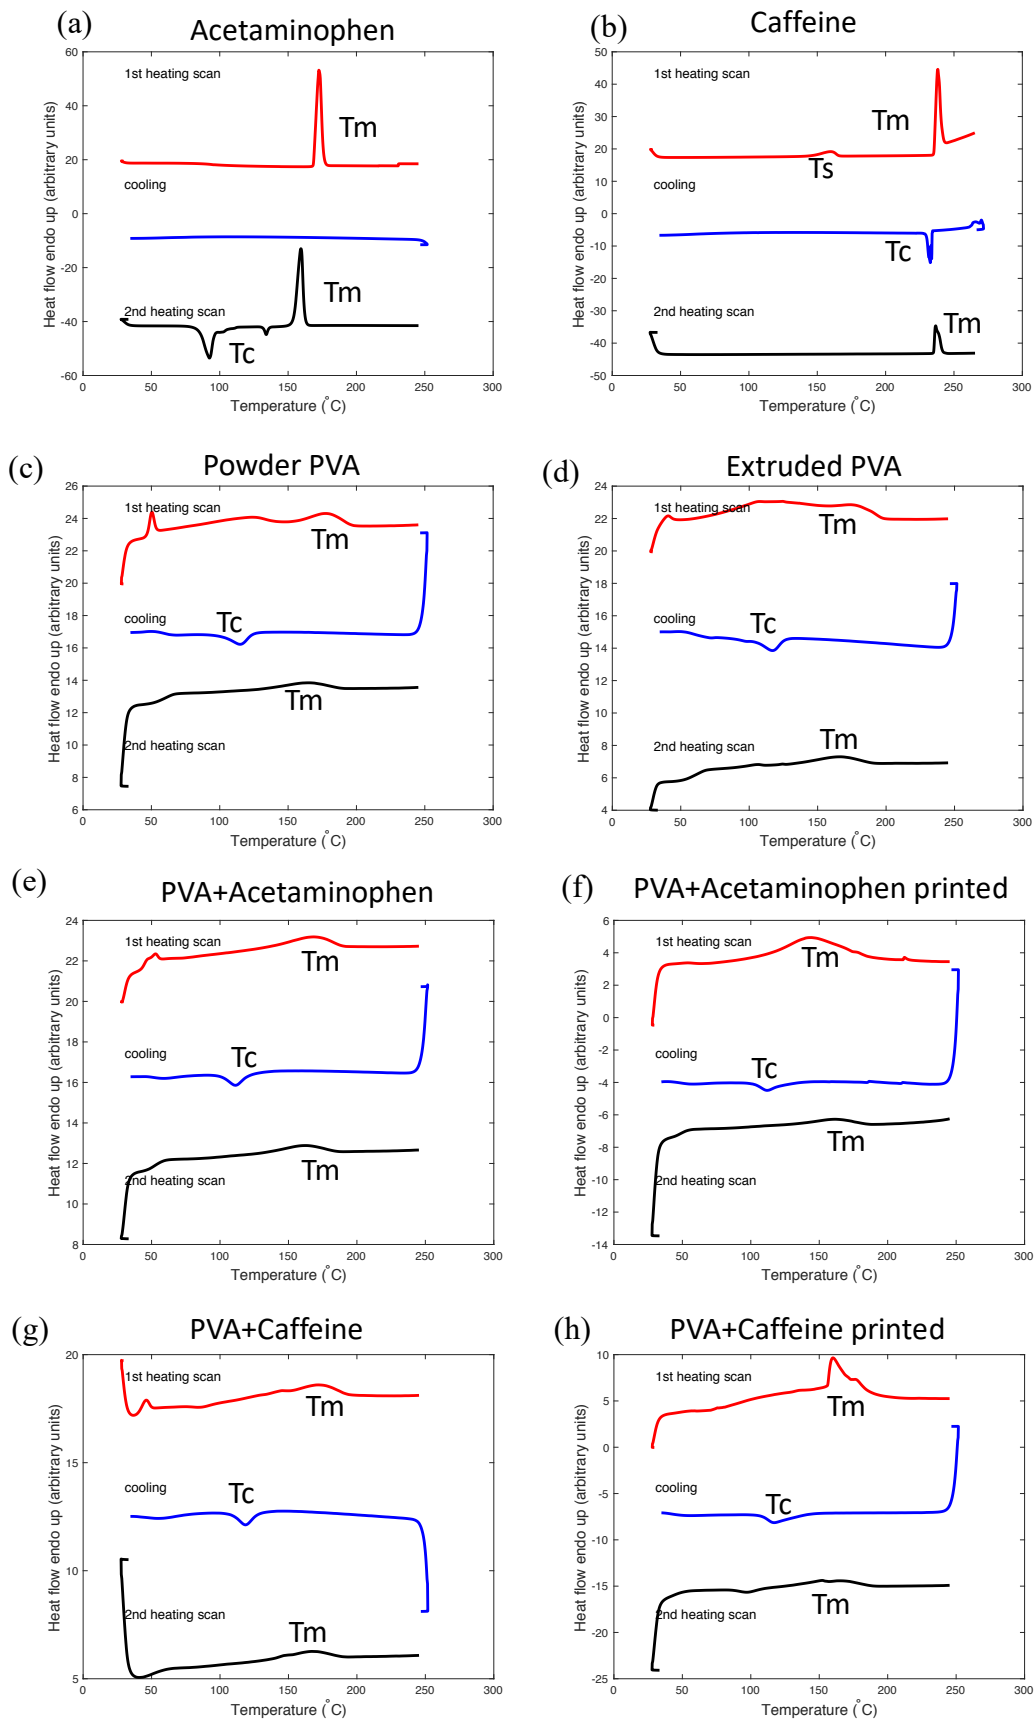 (a) Acetaminophen
60
1st heating scan
40
Tm
20
cooling
0
-20
Tm
2nd heating scan
-40
Tc
-60
0 50 100 150 200 250 300
Temperature (°C)
Heat flow endo up (arbitrary units)
(b) Caffeine
50
1st heating scan
40
30
Tm
20
Ts
10
cooling
0
-10
Tc
-20
-30
2nd heating scan
Tm
-40
-50
0 50 100 150 200 250 300
Temperature (°C)
Heat flow endo up (arbitrary units)
(c) Powder PVA
26
1st heating scan
24
Tm
22
20
18
cooling
Tc
16
14
Tm
12
10
2nd heating scan
8
6
0 50 100 150 200 250 300
Temperature (°C)
Heat flow endo up (arbitrary units)
(d) Extruded PVA
24
1st heating scan
22
Tm
20
18
16
cooling
Tc
14
12
10
8
2nd heating scan
Tm
6
4
0 50 100 150 200 250 300
Temperature (°C)
Heat flow endo up (arbitrary units)
(e) PVA+Acetaminophen
24
1st heating scan
22
Tm
20
18
cooling
Tc
16
14
12
Tm
2nd heating scan
10
8
0 50 100 150 200 250 300
Temperature (°C)
Heat flow endo up (arbitrary units)
(f) PVA+Acetaminophen printed
6
1st heating scan
4
Tm
2
0
-2
cooling
Tc
-4
-6
Tm
-8
2nd heating scan
-10
-12
-14
0 50 100 150 200 250 300
Temperature (°C)
Heat flow endo up (arbitrary units)
(g) PVA+Caffeine
20
1st heating scan
Tm
15
cooling
Tc
10
2nd heating scan
Tm
5
0 50 100 150 200 250 300
Temperature (°C)
Heat flow endo up (arbitrary units)
(h) PVA+Caffeine printed
10
1st heating scan
5
Tm
0
cooling
-5
Tc
-10
-15
2nd heating scan
Tm
-20
-25
0 50 100 150 200 250 300
Temperature (°C)
Heat flow endo up (arbitrary units)